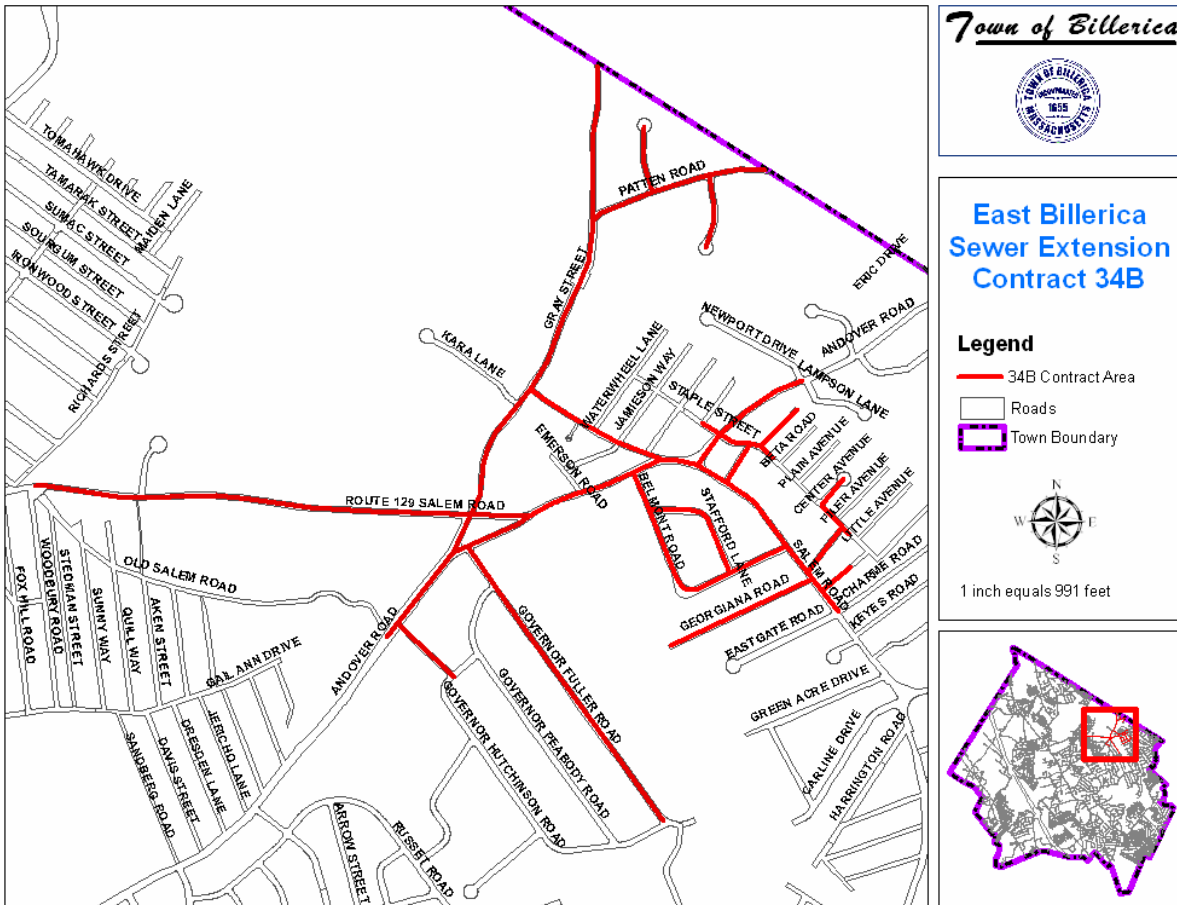 TOMAHAWK DRIVE
TAMARAK STREET
SUMAC STREET
SOURGUM STREET
IRONWOOD STREET
MAIDEN LANE
RICHARDS STREET
PATTEN ROAD
GRAY STREET
KARA LANE
ERIC DRIVE
NEWPORT DRIVE
ANDOVER ROAD
LAMPSON LANE
WATERWHEEL LANE
JAMIESON WAY
STAPLE STREET
EMERSON ROAD
BETA ROAD
PLAIN AVENUE
CENTER AVENUE
LITTLE AVENUE
BELMONT ROAD
STAFFORD LANE
SALEM ROAD
CHARME ROAD
KEYES ROAD
GEORGIANA ROAD
EASTGATE ROAD
GREEN ACRE DRIVE
CARLINE DRIVE
HARRINGTON ROAD
ROUTE 129 SALEM ROAD
OLD SALEM ROAD
FOX HILL ROAD
WOODBURY ROAD
STEDMAN STREET
SUNNY WAY
QUILL WAY
AKEN STREET
GAIL ANN DRIVE
ANDOVER ROAD
SANDBERG ROAD
DAVIS STREET
DRESDEN LANE
JERICHO LANE
GOVERNOR FULLER ROAD
GOVERNOR PEABODY ROAD
GOVERNOR HUTCHINSON ROAD
ARROW STREET
RUSSET ROAD
Town of Billerica
TOWN OF BILLERICA
INCORPORATED
1655
MASSACHUSETTS
East Billerica
Sewer Extension
Contract 34B
Legend
34B Contract Area
Roads
Town Boundary
N
W E
S
1 inch equals 991 feet